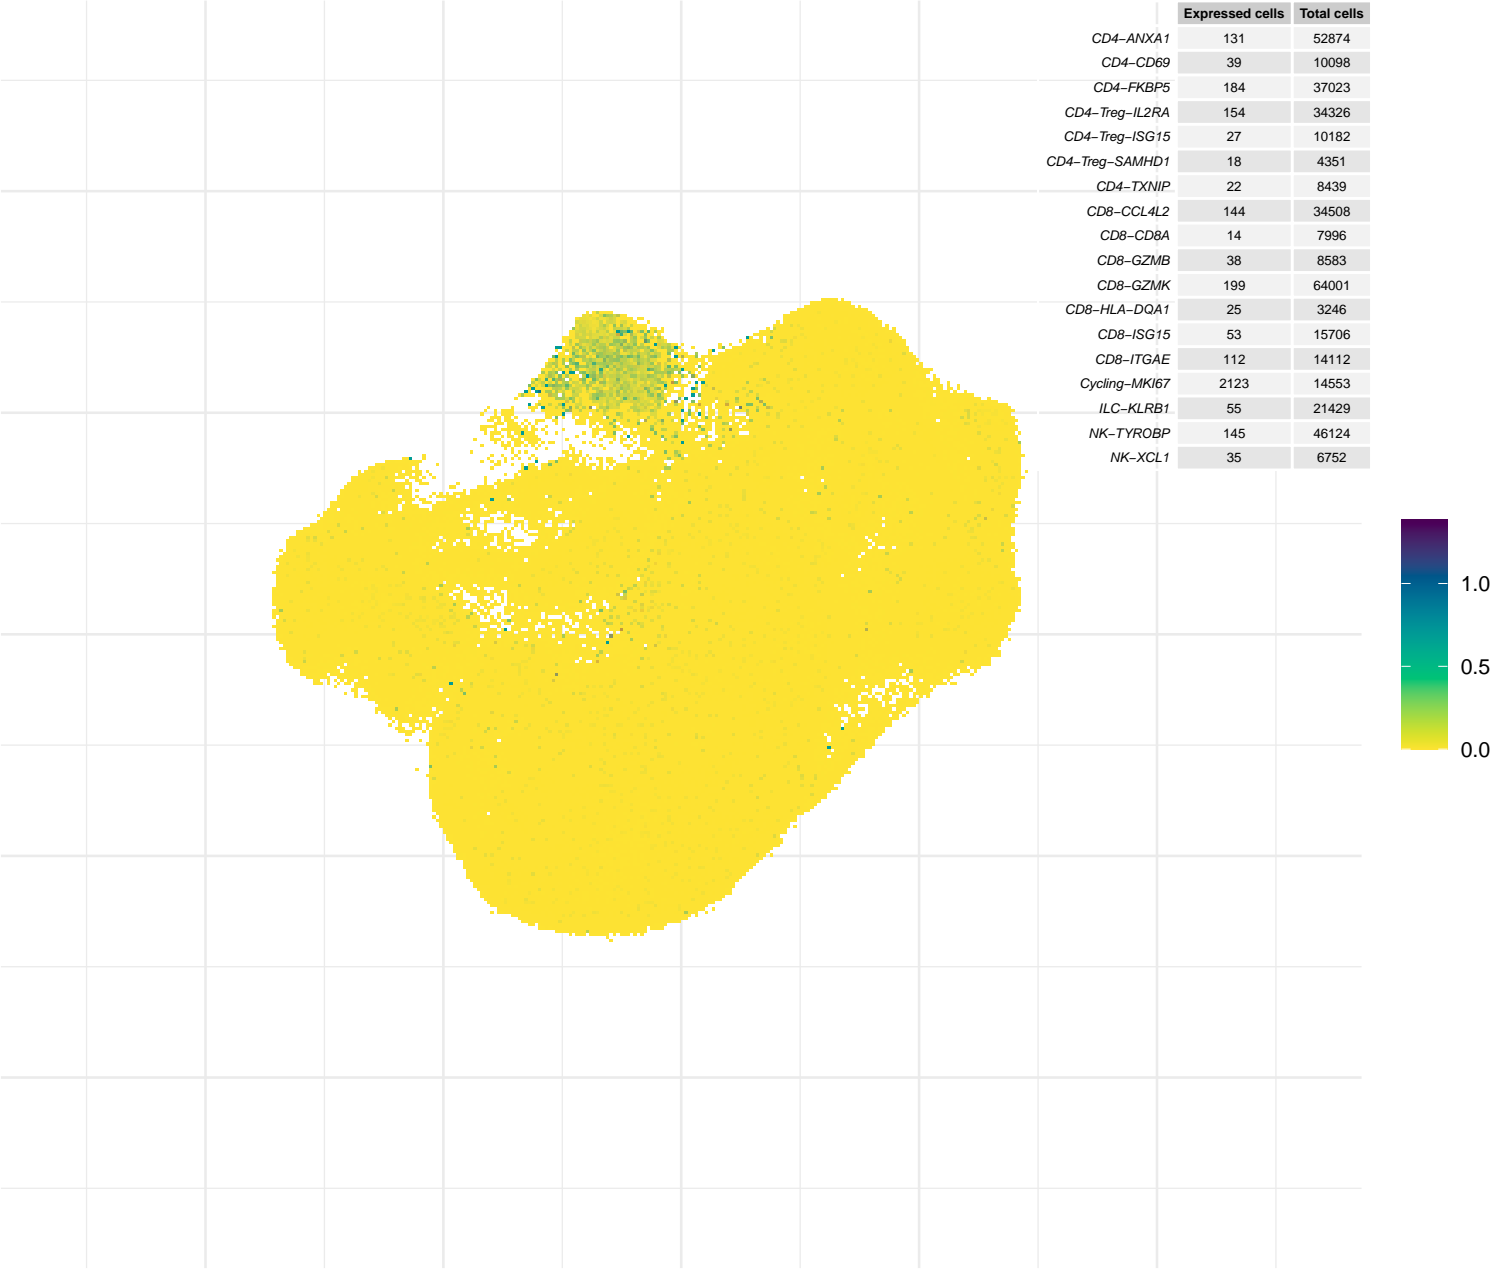 Expressed cells Total cells
CD4−ANXA1 131 52874
CD4−CD69 39 10098
CD4−FKBP5 184 37023
CD4−Treg−IL2RA 154 34326
CD4−Treg−ISG15 27 10182
CD4−Treg−SAMHD1 18 4351
CD4−TXNIP 22 8439
CD8−CCL4L2 144 34508
CD8−CD8A 14 7996
CD8−GZMB 38 8583
CD8−GZMK 199 64001
CD8−HLA−DQA1 25 3246
CD8−ISG15 53 15706
CD8−ITGAE 112 14112
Cycling−MKI67 2123 14553
ILC−KLRB1 55 21429
NK−TYROBP 145 46124
NK−XCL1 35 6752
1.0
0.5
0.0